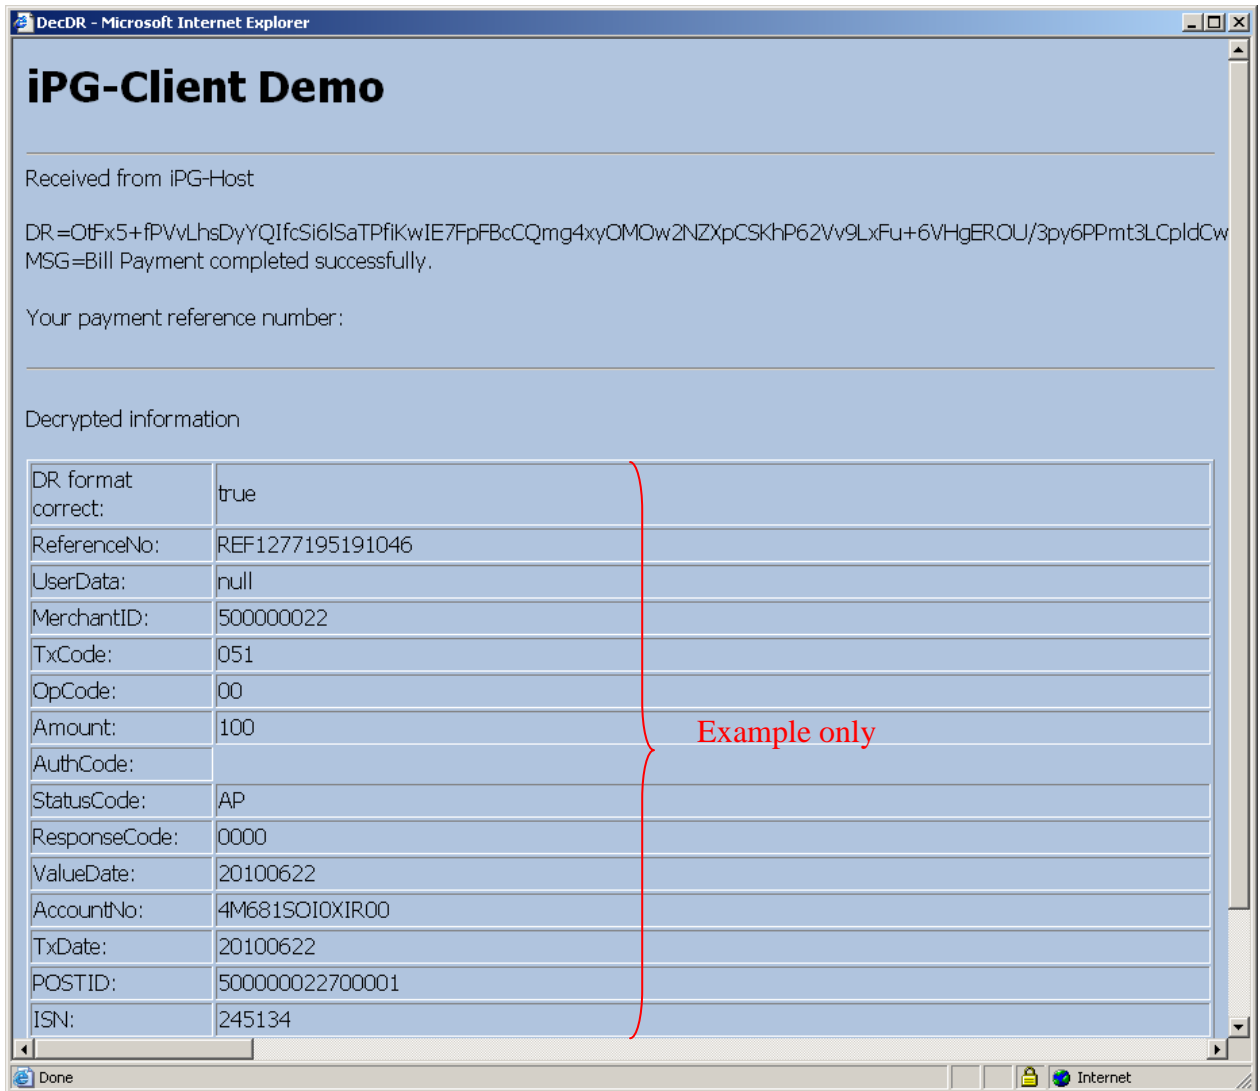 DecDR - Microsoft Internet Explorer
iPG-Client Demo
Received from iPG-Host
DR=OtFx5+fPVvLhsDyYQIfcSi6lSaTPfiKwIE7FpFBcCQmg4xyOMOw2NZXpCSKhP62Vv9LxFu+6VHgEROU/3py6PPmt3LCpldCw
MSG=Bill Payment completed successfully.
Your payment reference number:
Decrypted information
DR format
correct: true
ReferenceNo: REF1277195191046
UserData: null
MerchantID: 500000022
TxCode: 051
OpCode: 00
Amount: 100
Example only
AuthCode:
StatusCode: AP
ResponseCode: 0000
ValueDate: 20100622
AccountNo: 4M681SOI0XIR00
TxDate: 20100622
POSTID: 500000022700001
ISN: 245134
Done Internet